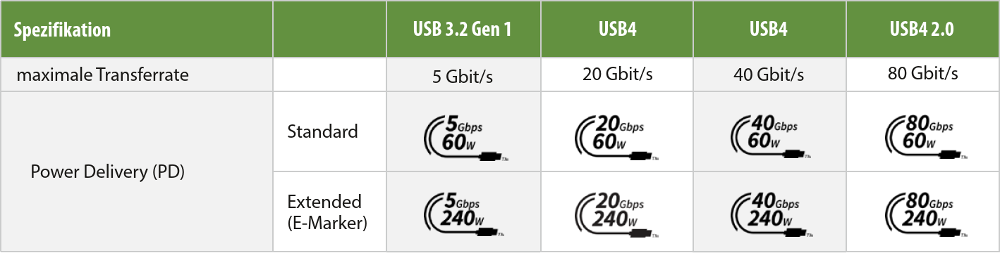 Spezifikation USB 3.2 Gen 1 USB4 USB4 USB4 2.0
maximale Transferrate 5 Gbit/s 20 Gbit/s 40 Gbit/s 80 Gbit/s
Power Delivery (PD)
Standard
5Gbps
60W
20Gbps
60W
40Gbps
60W
80Gbps
60W
Extended
(E-Marker)
5Gbps
240W
20Gbps
240W
40Gbps
240W
80Gbps
240W